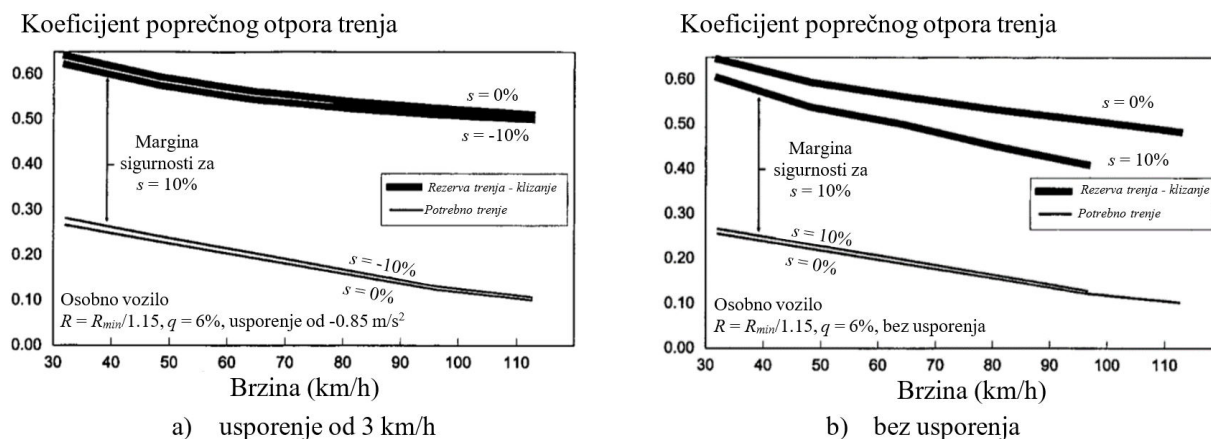 Koeficijent poprečnog otpora trenja
0.60
0.50
0.40
0.30
0.20
0.10
0.00
s = 0%
s = -10%
Margina
sigurnosti za
s = 10%
Rezerva trenja - klizanje
Potrebno trenje
s = -10%
s = 0%
Osobno vozilo
R = Rmin/1.15, q = 6%, usporenje od -0.85 m/s²
30 40 50 60 70 80 90 100 110
Brzina (km/h)
a) usporenje od 3 km/h
Koeficijent poprečnog otpora trenja
0.60
0.50
0.40
0.30
0.20
0.10
0.00
s = 0%
s = 10%
Margina
sigurnosti za
s = 10%
Rezerva trenja - klizanje
Potrebno trenje
s = 10%
s = 0%
Osobno vozilo
R = Rmin/1.15, q = 6%, bez usporenja
30 40 50 60 70 80 90 100 110
Brzina (km/h)
b) bez usporenja